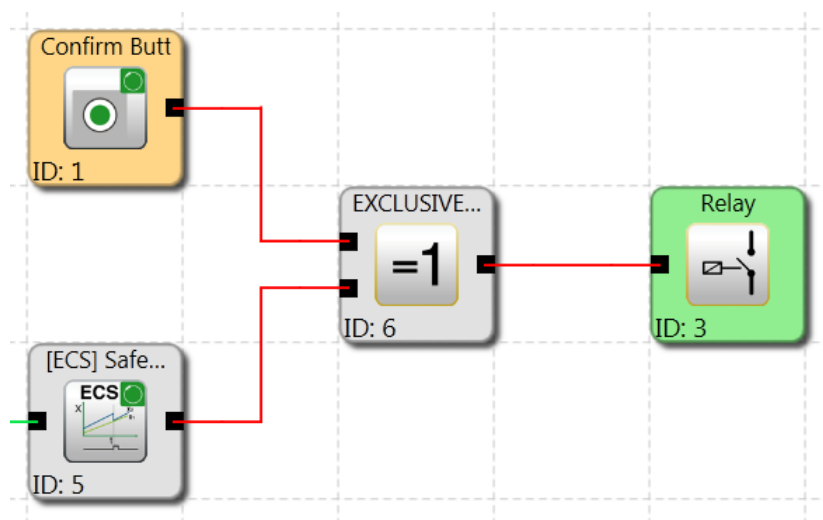 Confirm Butt
ID: 1
EXCLUSIVE...
=1
ID: 6
Relay
ID: 3
[ECS] Safe...
ECS
X
ID: 5